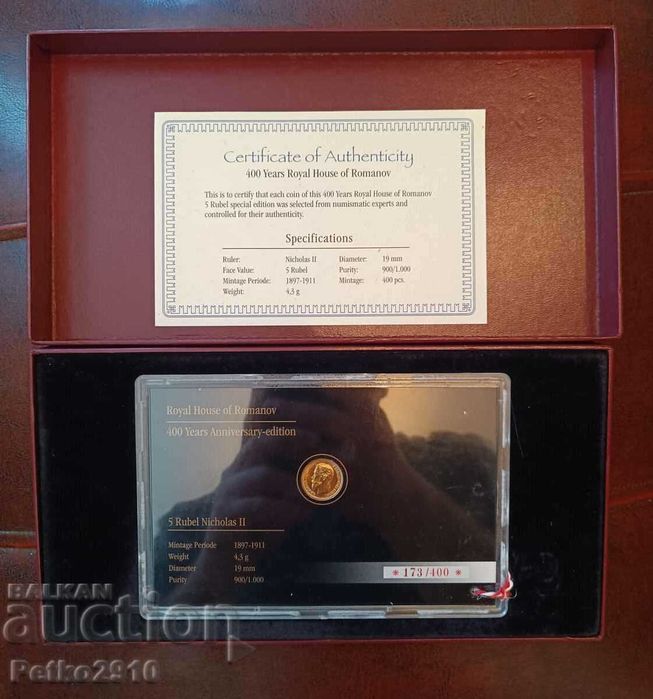 Certificate of Authenticity
400 Years Royal House of Romanov
This is to certify that each coin of this 400 Years Royal House of Romanov
5 Rubel special edition was selected from numismatic experts and
controlled for their authenticity.
Specifications
Ruler: Nicholas II Diameter: 19 mm
Face Value: 5 Rubel Purity: 900/1.000
Mintage Periode: 1897-1911 Mintage: 400 pcs.
Weight: 4,3 g
Royal House of Romanov
400 Years Anniversary-edition
5 Rubel Nicholas II
Mintage Periode 1897-1911
Weight 4,3 g
Diameter 19 mm
Purity 900/1.000
* 173/400 *
BALKAN
auction
Petko2910